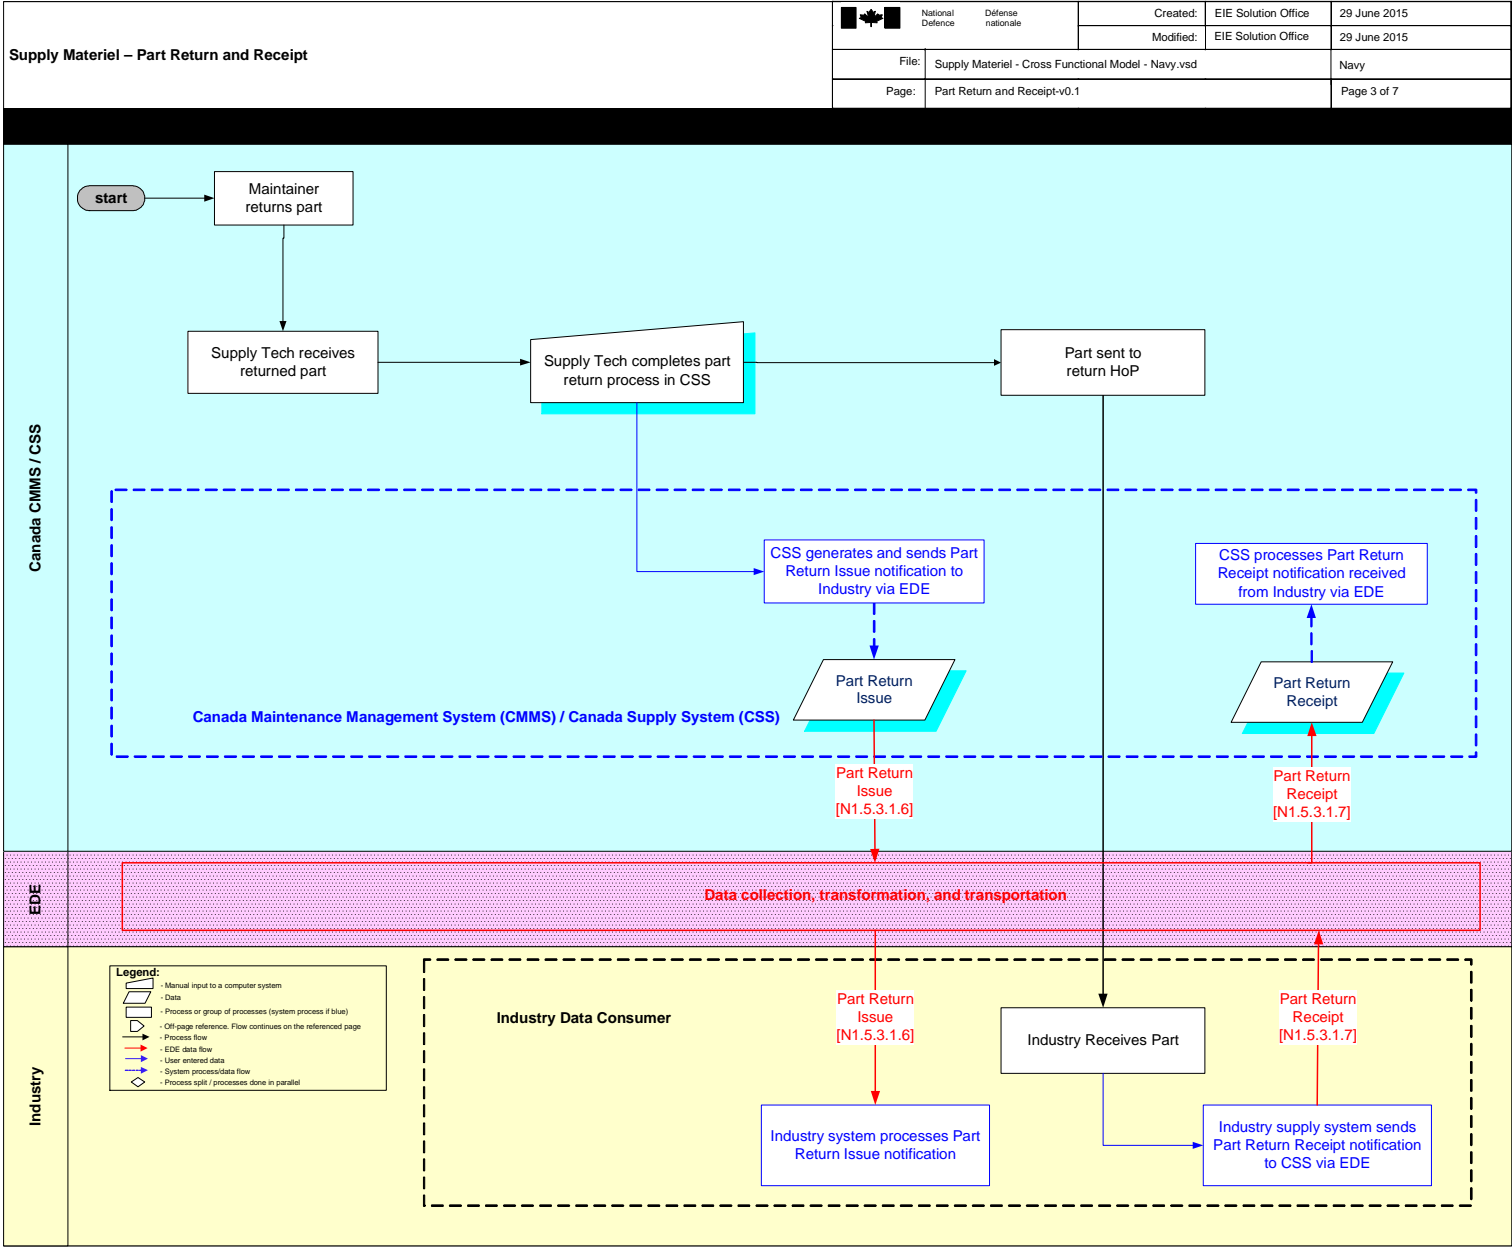 Supply Materiel – Part Return and Receipt
National
Defence
Défense
nationale
Created:
EIE Solution Office
29 June 2015
Modified:
EIE Solution Office
29 June 2015
File:
Supply Materiel - Cross Functional Model - Navy.vsd
Navy
Page:
Part Return and Receipt-v0.1
Page 3 of 7
Canada CMMS / CSS
start
Maintainer
returns part
Supply Tech receives
returned part
Supply Tech completes part
return process in CSS
Part sent to
return HoP
CSS generates and sends Part
Return Issue notification to
Industry via EDE
CSS processes Part Return
Receipt notification received
from Industry via EDE
Part Return
Issue
Part Return
Receipt
Canada Maintenance Management System (CMMS) / Canada Supply System (CSS)
Part Return
Issue
[N1.5.3.1.6]
Part Return
Receipt
[N1.5.3.1.7]
EDE
Data collection, transformation, and transportation
Industry
Legend:
- Manual input to a computer system
- Data
- Process or group of processes (system process if blue)
- Off-page reference. Flow continues on the referenced page
- Process flow
- EDE data flow
- User entered data
- System process/data flow
- Process split / processes done in parallel
Industry Data Consumer
Part Return
Issue
[N1.5.3.1.6]
Industry Receives Part
Part Return
Receipt
[N1.5.3.1.7]
Industry system processes Part
Return Issue notification
Industry supply system sends
Part Return Receipt notification
to CSS via EDE